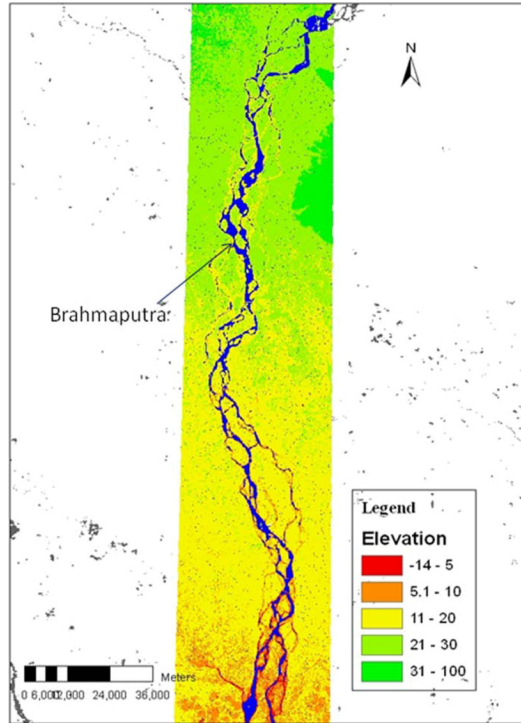 N
Brahmaputra
Legend
Elevation
-14 - 5
5.1 - 10
11 - 20
21 - 30
31 - 100
Meters
0 6,000 12,900 24,000 36,000